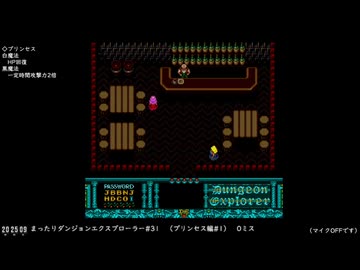 ◇プリンセス
白魔法
HP回復
黒魔法
一定時間攻撃力2倍
PASSWORD
JBBNJ
HDCOI
Dungeon
Explorer
2025 09
まったりダンジョンエクスプローラー#31 （プリンセス編#1） 0ミス
（マイクOFFです）